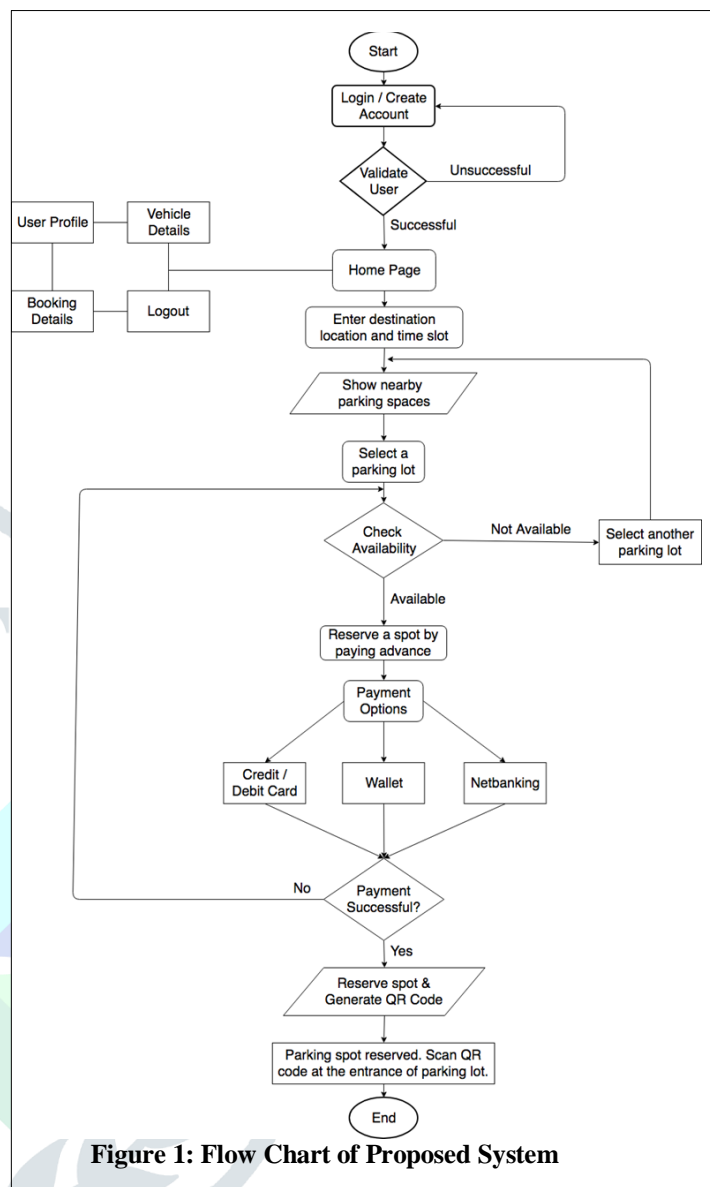 Start
Login / Create
Account
Validate
User
Unsuccessful
Successful
User Profile
Vehicle
Details
Home Page
Booking
Details
Logout
Enter destination
location and time slot
Show nearby
parking spaces
Select a
parking lot
Check
Availability
Not Available
Select another
parking lot
Available
Reserve a spot by
paying advance
Payment
Options
Credit /
Debit Card
Wallet
Netbanking
No
Payment
Successful?
Yes
Reserve spot &
Generate QR Code
Parking spot reserved. Scan QR
code at the entrance of parking lot.
End
Figure 1: Flow Chart of Proposed System